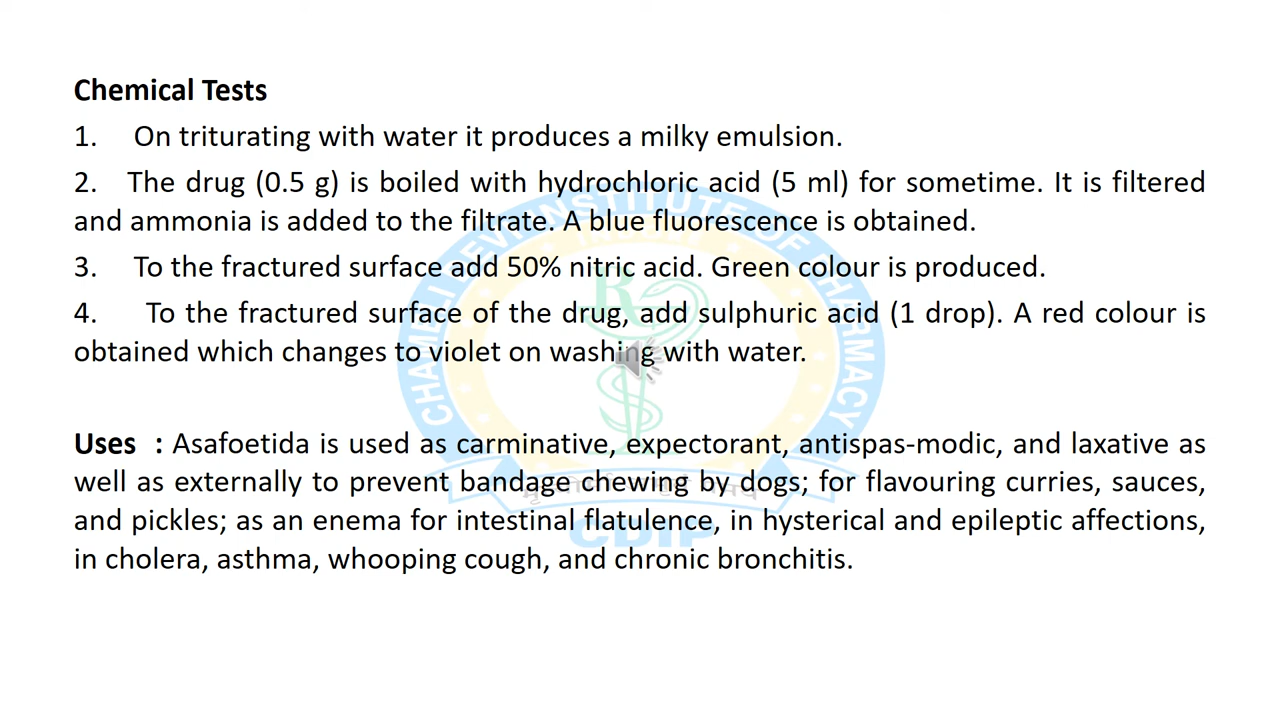 Chemical Tests
1. On triturating with water it produces a milky emulsion.
2. The drug (0.5 g) is boiled with hydrochloric acid (5 ml) for sometime. It is filtered
and ammonia is added to the filtrate. A blue fluorescence is obtained.
3. To the fractured surface add 50% nitric acid. Green colour is produced.
4. To the fractured surface of the drug, add sulphuric acid (1 drop). A red colour is
obtained which changes to violet on washing with water.
Uses : Asafoetida is used as carminative, expectorant, antispas-modic, and laxative as
well as externally to prevent bandage chewing by dogs; for flavouring curries, sauces,
and pickles; as an enema for intestinal flatulence, in hysterical and epileptic affections,
in cholera, asthma, whooping cough, and chronic bronchitis.
CHAMELI DEVI INSTITUTE OF PHARMACY
CDIP